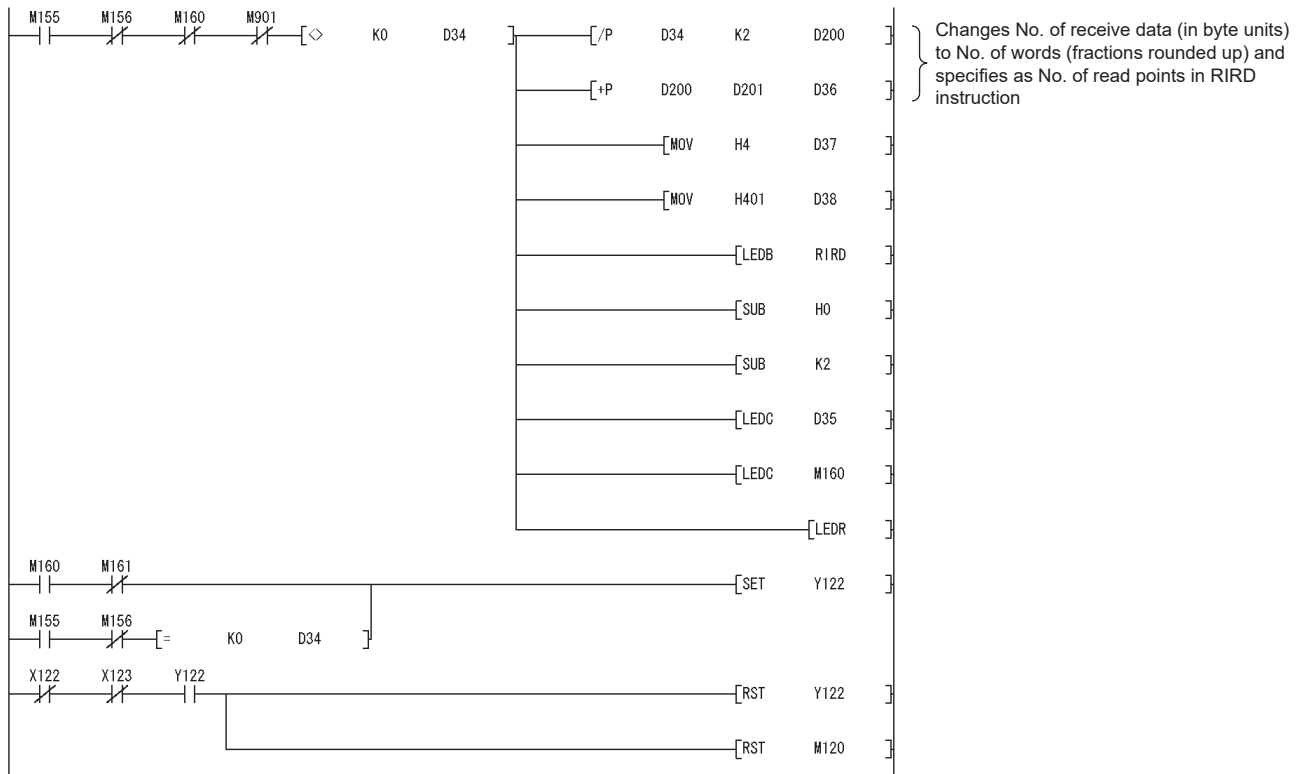 M155 M156 M160 M901
<> K0 D34 /P D34 K2 D200
+P D200 D201 D36
MOV H4 D37
MOV H401 D38
LEDB RIRD
SUB H0
SUB K2
LEDC D35
LEDC M160
LEDR
Changes No. of receive data (in byte units)
to No. of words (fractions rounded up) and
specifies as No. of read points in RIRD
instruction
M160 M161
SET Y122
M155 M156
= K0 D34
X122 X123 Y122
RST Y122
RST M120